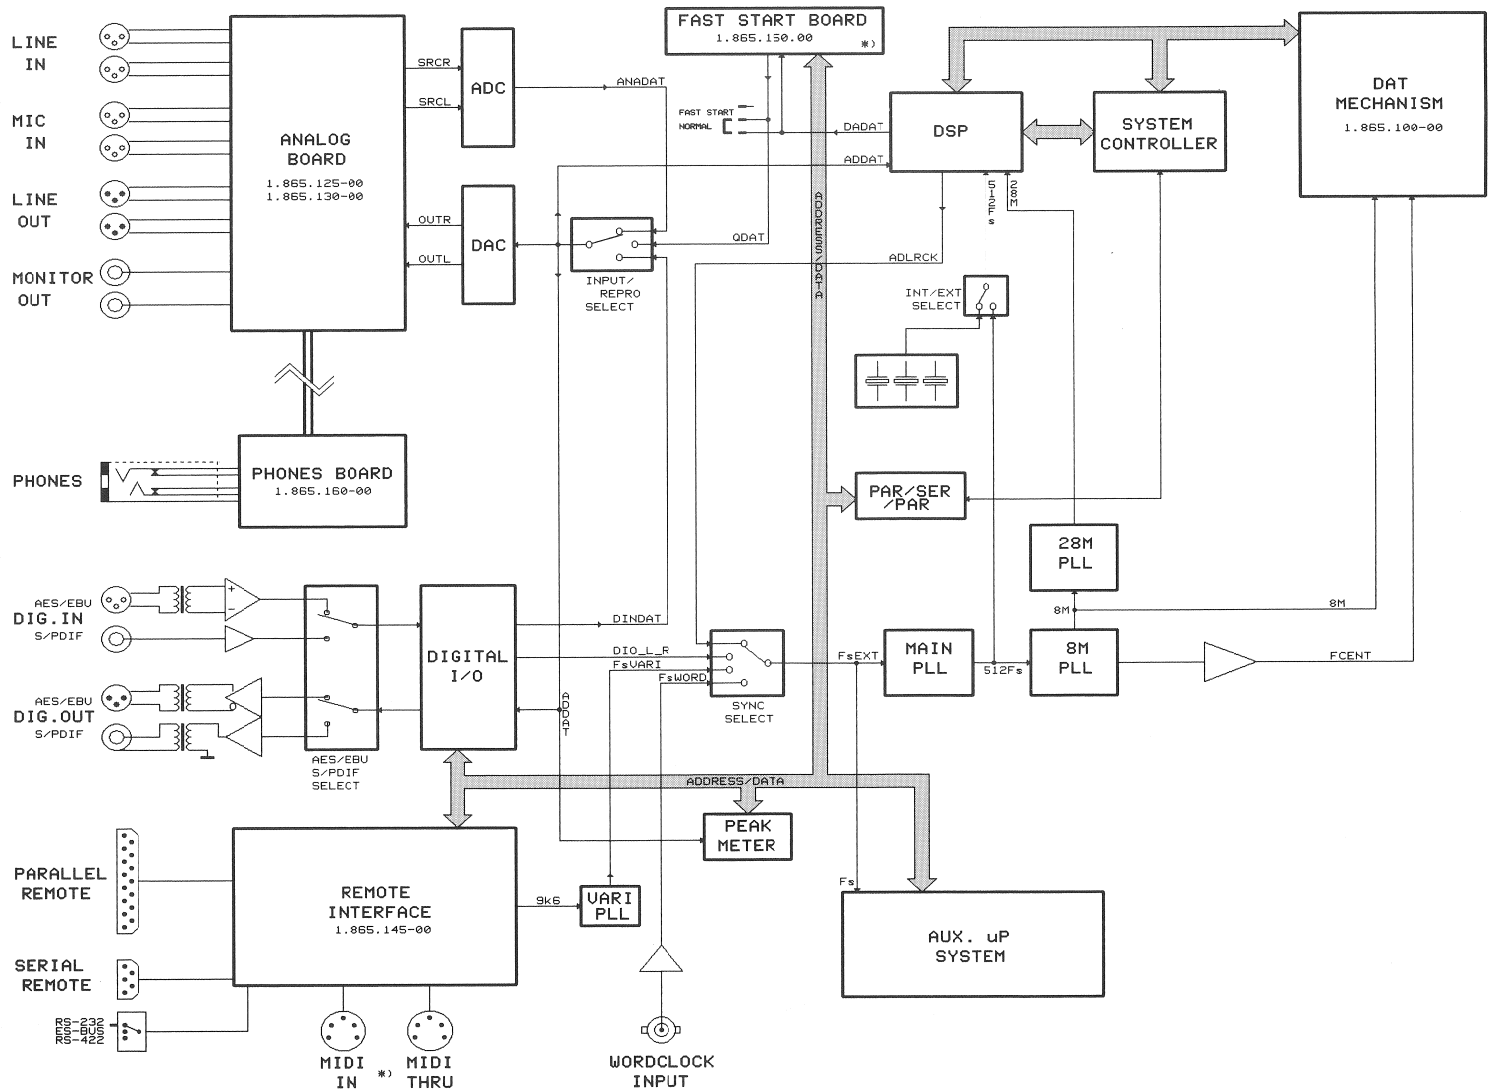 LINE
IN
MIC
IN
LINE
OUT
MONITOR
OUT
ANALOG
BOARD
1.865.125-00
1.865.130-00
SRCR
SRCL
ADC
OUTR
OUTL
DAC
ANADAT
INPUT/
REPRO
SELECT
FAST START BOARD
1.865.150.00
*)
FAST START
NORMAL
DADAT
ADDAT
QDAT
ADLRCK
ADDRESS/DATA
DSP
512Fs
28M
SYSTEM
CONTROLLER
DAT
MECHANISM
1.865.100-00
INT/EXT
SELECT
PAR/SER
/PAR
28M
PLL
8M
8M
PHONES
PHONES BOARD
1.865.160-00
AES/EBU
DIG.IN
S/PDIF
AES/EBU
DIG.OUT
S/PDIF
AES/EBU
S/PDIF
SELECT
DIGITAL
I/O
DINDAT
DIO_L_R
FsVARI
FsWORD
ADDAT
SYNC
SELECT
FsEXT
MAIN
PLL
512Fs
8M
PLL
FCENT
ADDRESS/DATA
PEAK
METER
Fs
AUX. uP
SYSTEM
PARALLEL
REMOTE
SERIAL
REMOTE
RS-232
ES-BUS
RS-422
REMOTE
INTERFACE
1.865.145-00
9k6
VARI
PLL
MIDI
IN
*)
MIDI
THRU
WORDCLOCK
INPUT